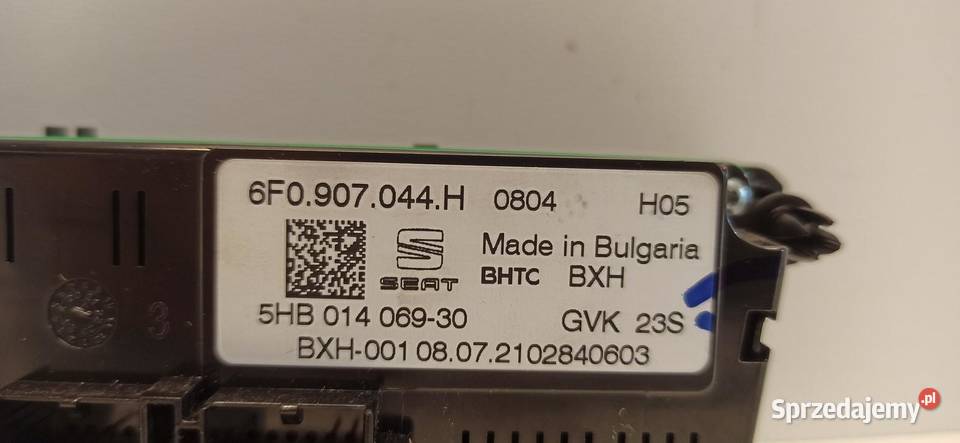 6F0.907.044.H 0804 H05
SEAT
Made in Bulgaria
BHTC BXH
5HB 014 069-30 GVK 23S
BXH-001 08.07.2102840603
3
Sprzedajemy.pl